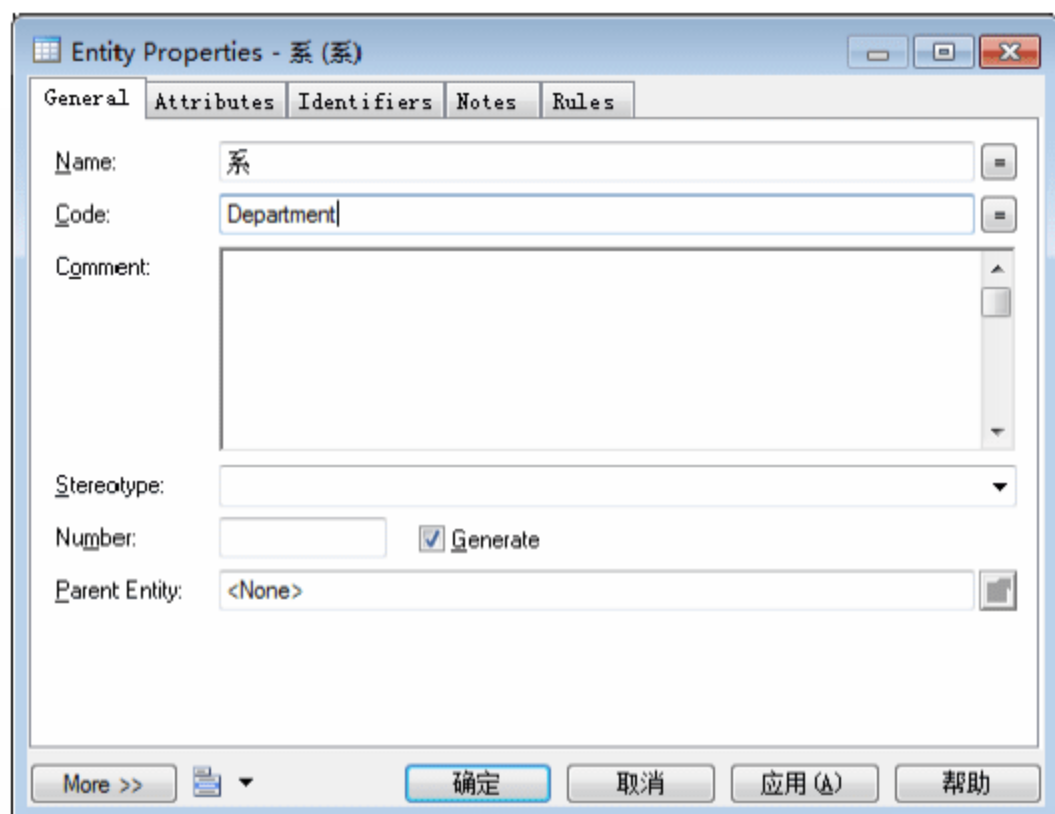 Entity Properties - 系 (系)
General Attributes Identifiers Notes Rules
Name: 系 =
Code: Department =
Comment:
Stereotype:
Number: Generate
Parent Entity: <None>
More >> 确定 取消 应用(A) 帮助